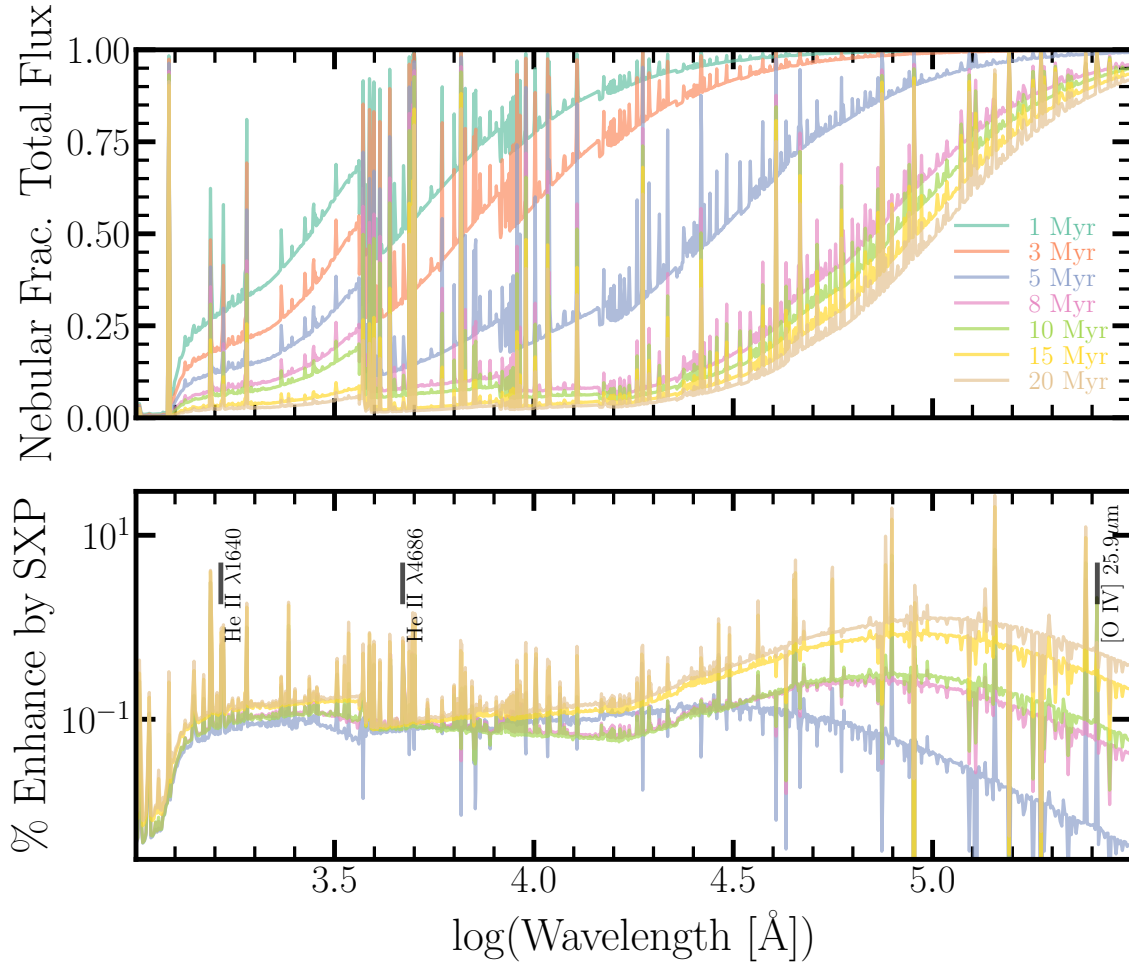 Nebular Frac. Total Flux
1.00
0.75
0.50
0.25
0.00
1 Myr
3 Myr
5 Myr
8 Myr
10 Myr
15 Myr
20 Myr
% Enhance by SXP
10¹
10⁻¹
He II λ1640
He II λ4686
[O IV] 25.9μm
3.5 4.0 4.5 5.0
log(Wavelength [Å])